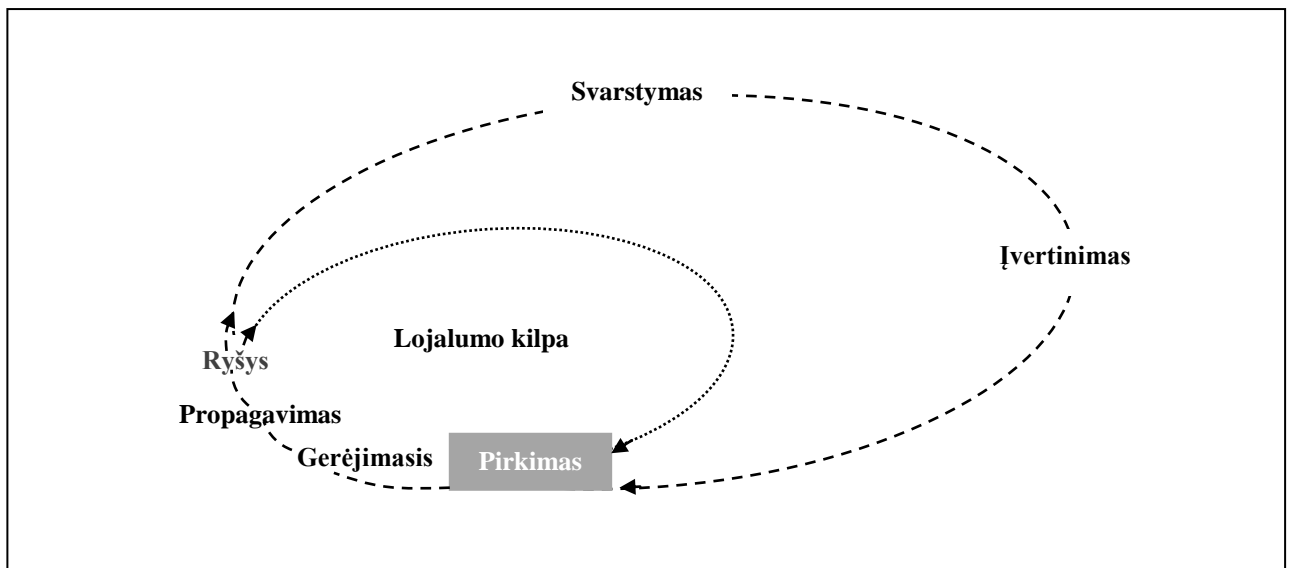 Svarstymas
Įvertinimas
Lojalumo kilpa
Ryšys
Propagavimas
Gerėjimasis
Pirkimas